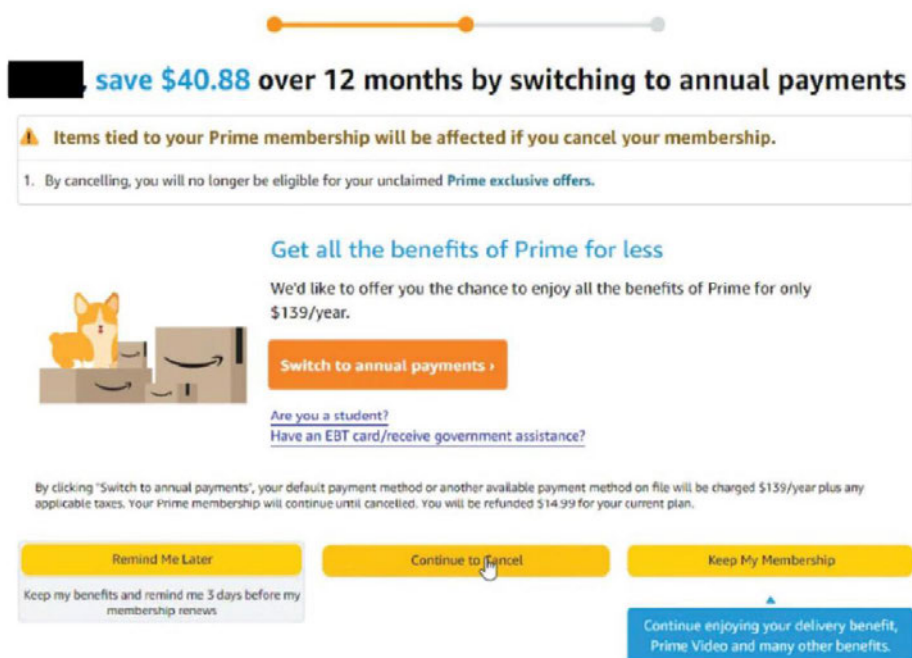 , save $40.88 over 12 months by switching to annual payments
Items tied to your Prime membership will be affected if you cancel your membership.
1. By cancelling, you will no longer be eligible for your unclaimed Prime exclusive offers.
Get all the benefits of Prime for less
We'd like to offer you the chance to enjoy all the benefits of Prime for only
$139/year.
Switch to annual payments ›
Are you a student?
Have an EBT card/receive government assistance?
By clicking "Switch to annual payments", your default payment method or another available payment method on file will be charged $139/year plus any
applicable taxes. Your Prime membership will continue until cancelled. You will be refunded $14.99 for your current plan.
Remind Me Later
Keep my benefits and remind me 3 days before my
membership renews
Continue to Cancel
Keep My Membership
Continue enjoying your delivery benefit,
Prime Video and many other benefits.